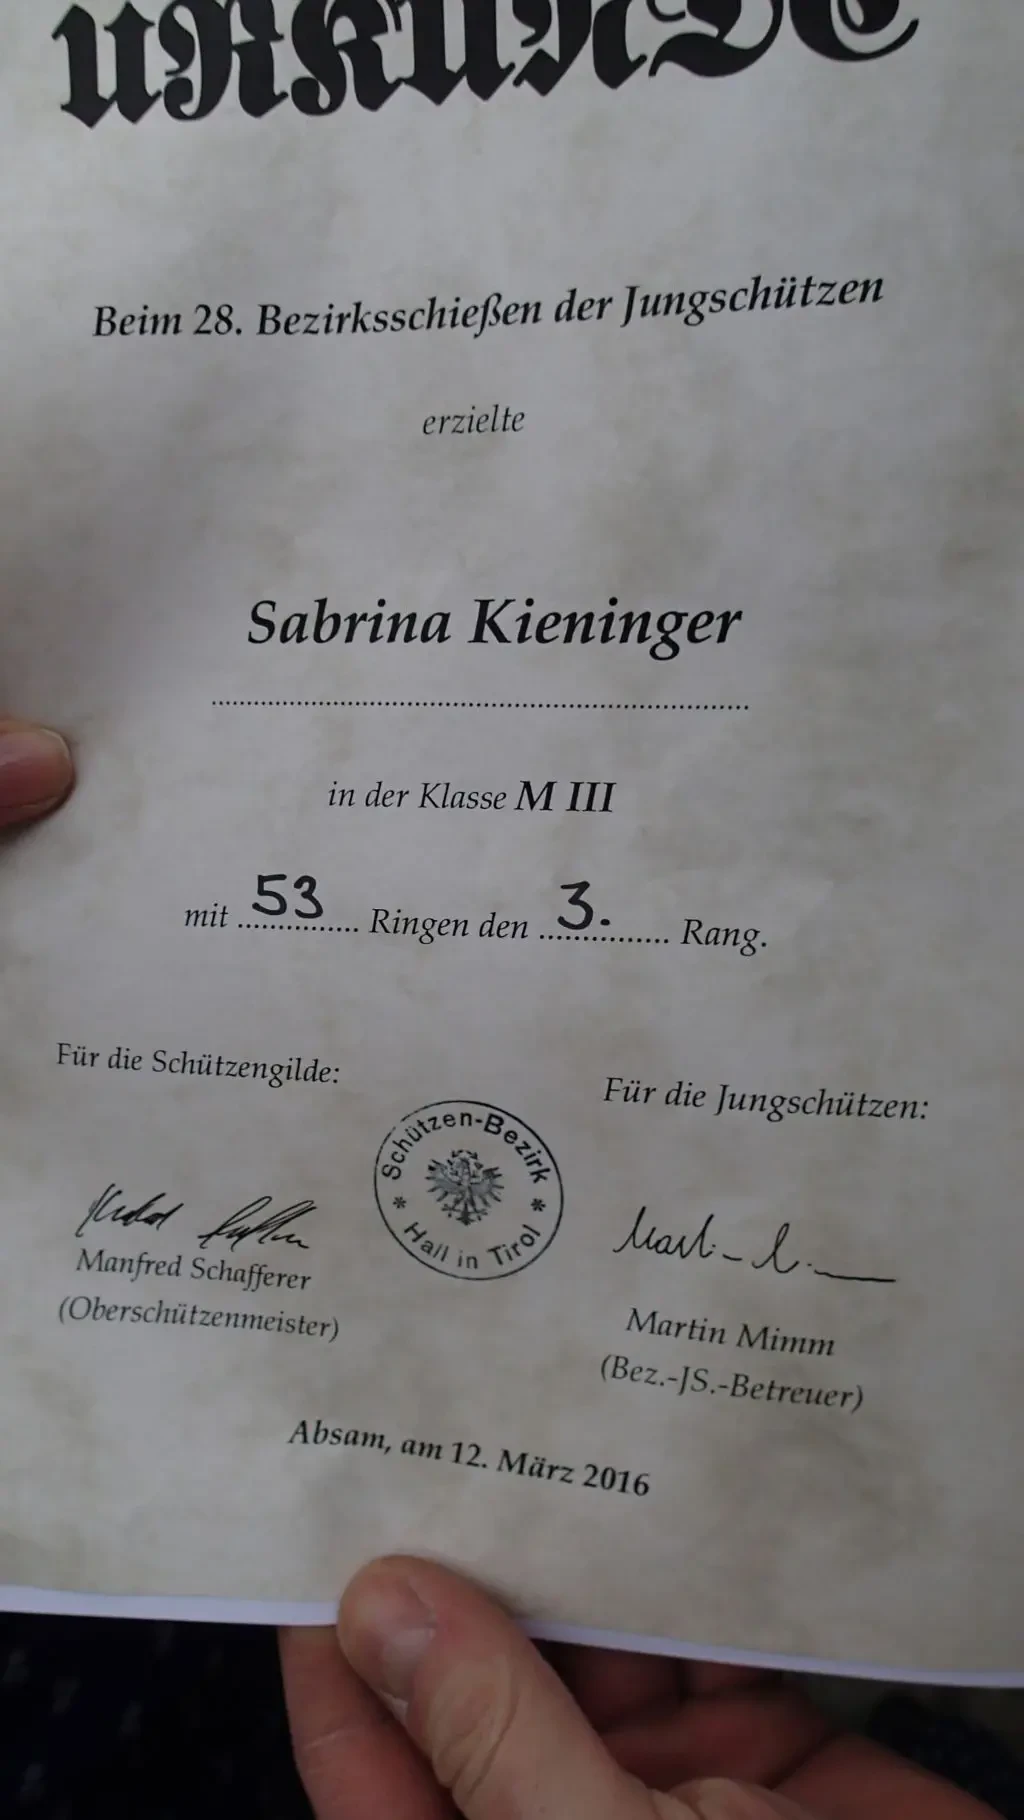 URKUNDE
Beim 28. Bezirksschießen der Jungschützen
erzielte
Sabrina Kieninger
in der Klasse M III
mit 53 Ringen den 3. Rang.
Für die Schützengilde:
Für die Jungschützen:
Schützen-Bezirk
* Hall in Tirol *
Manfred Schafferer
(Oberschützenmeister)
Martin Mimm
(Bez.-JS.-Betreuer)
Absam, am 12. März 2016